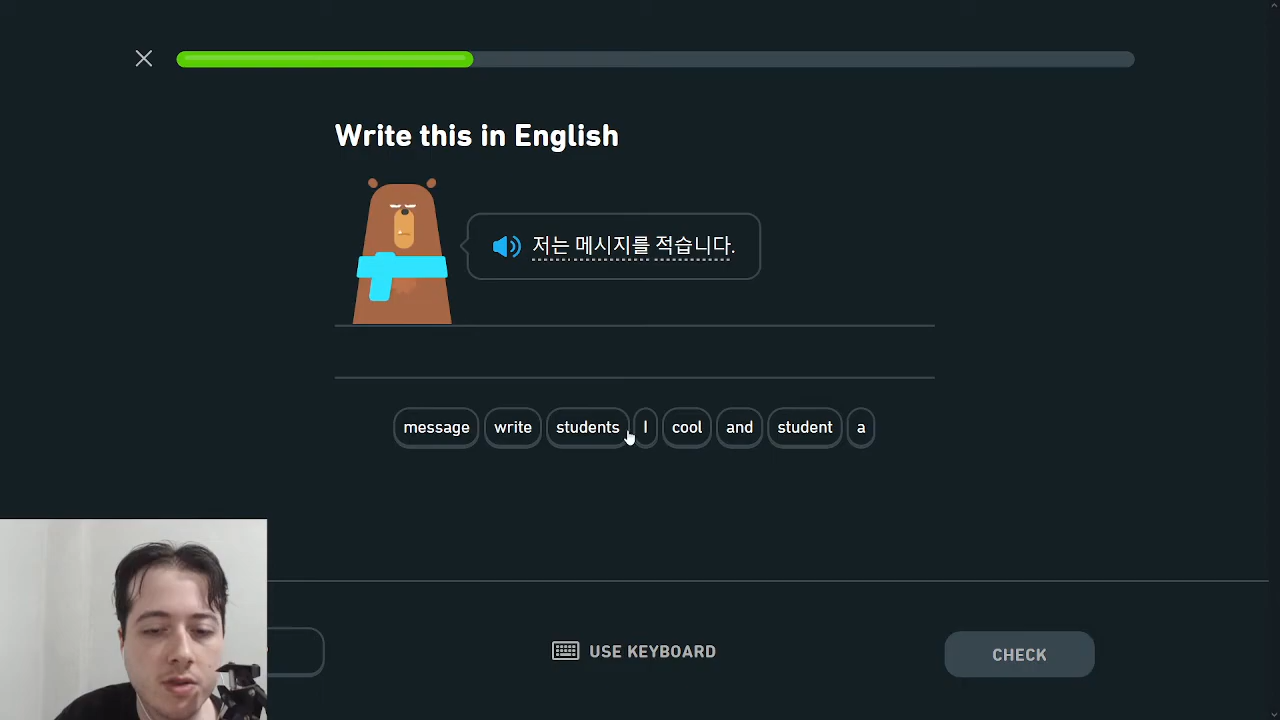 Write this in English
저는 메시지를 적습니다.
message write students I cool and student a
USE KEYBOARD
CHECK